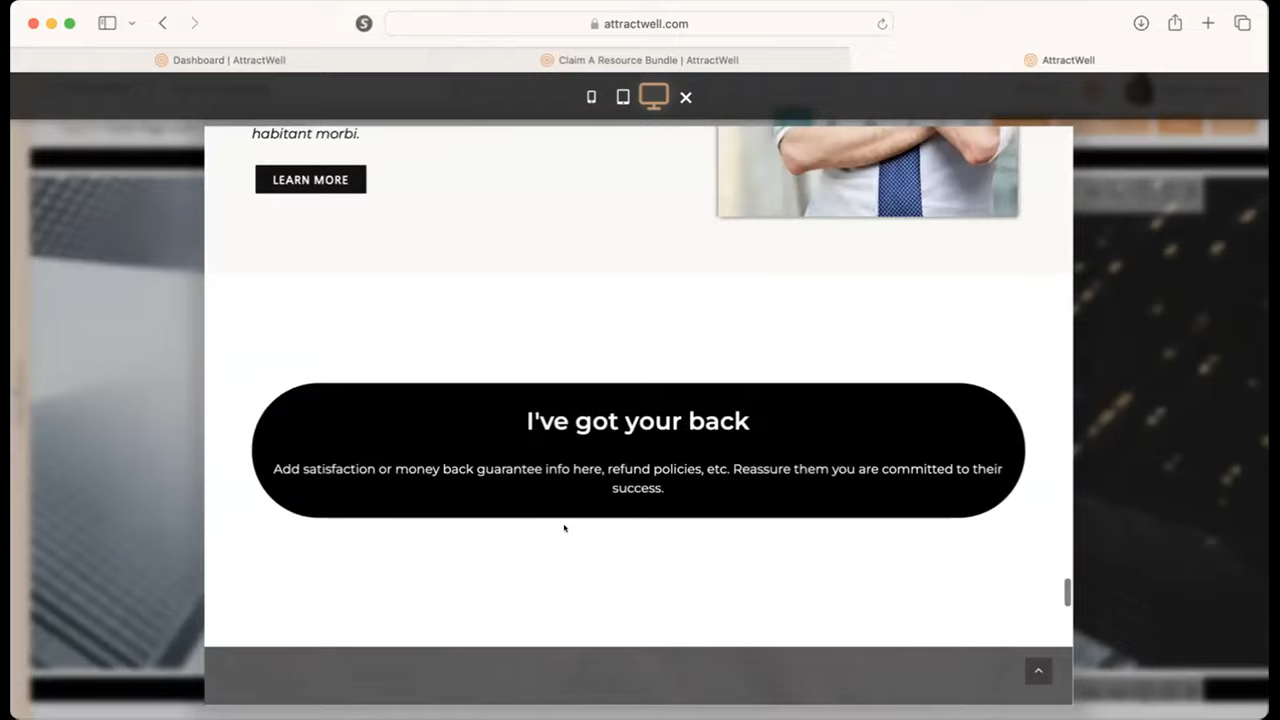 attractwell.com
Dashboard | AttractWell
Claim A Resource Bundle | AttractWell
AttractWell
habitant morbi.
LEARN MORE
I've got your back
Add satisfaction or money back guarantee info here, refund policies, etc. Reassure them you are committed to their
success.